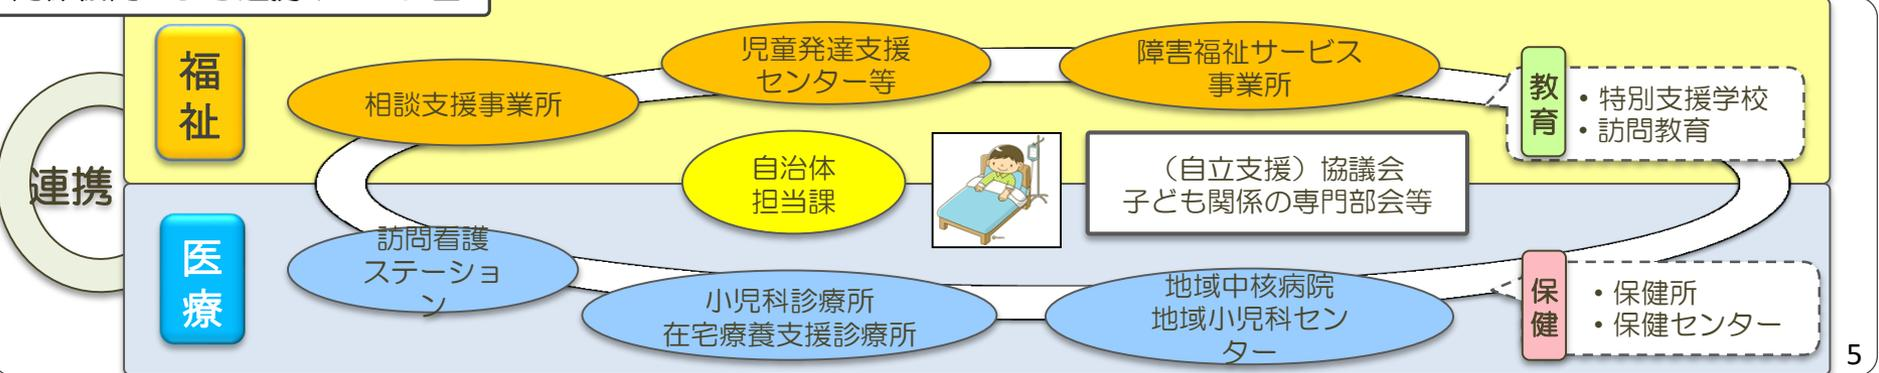 福祉
相談支援事業所
児童発達支援
センター等
障害福祉サービス
事業所
教育
・特別支援学校
・訪問教育
連携
自治体
担当課
（自立支援）協議会
子ども関係の専門部会等
医療
訪問看護
ステーショ
ン
小児科診療所
在宅療養支援診療所
地域中核病院
地域小児科セン
ター
保健
・保健所
・保健センター
5